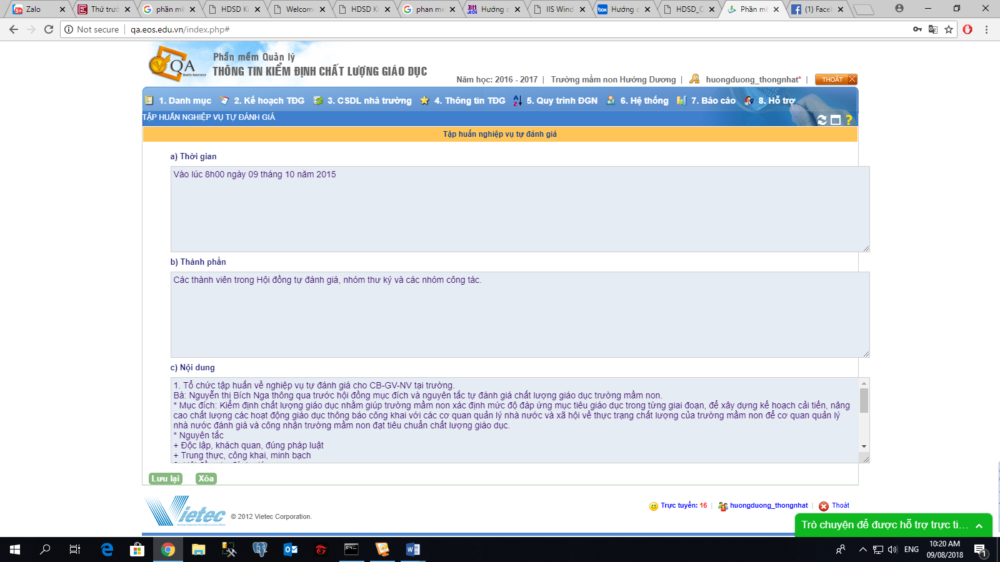 Zalo
Thứ trưở
phần mề
HDSD Ki
Welcome
HDSD Ki
phan me
Hướng d
IIS Wind
Hướng d
HDSD_C
Phần mề
(1) Faceb
Not secure
qa.eos.edu.vn/index.php#
QA
Quality Assurance
Phần mềm Quản lý
THÔNG TIN KIỂM ĐỊNH CHẤT LƯỢNG GIÁO DỤC
Năm học: 2016 - 2017 | Trường mầm non Hướng Dương | huongduong_thongnhat* | THOÁT
1. Danh mục 2. Kế hoạch TĐG 3. CSDL nhà trường 4. Thông tin TĐG 5. Quy trình ĐGN 6. Hệ thống 7. Báo cáo 8. Hỗ trợ
TẬP HUẤN NGHIỆP VỤ TỰ ĐÁNH GIÁ
Tập huấn nghiệp vụ tự đánh giá
a) Thời gian
Vào lúc 8h00 ngày 09 tháng 10 năm 2015
b) Thành phần
Các thành viên trong Hội đồng tự đánh giá, nhóm thư ký và các nhóm công tác.
c) Nội dung
1. Tổ chức tập huấn về nghiệp vụ tự đánh giá cho CB-GV-NV tại trường.
Bà: Nguyễn thị Bích Nga thông qua trước hội đồng mục đích và nguyên tắc tự đánh giá chất lượng giáo dục trường mầm non.
* Mục đích: Kiểm định chất lượng giáo dục nhằm giúp trường mầm non xác định mức độ đáp ứng mục tiêu giáo dục trong từng giai đoạn, để xây dựng kế hoạch cải tiến, nâng
cao chất lượng các hoạt động giáo dục thông báo công khai với các cơ quan quản lý nhà nước và xã hội về thực trạng chất lượng của trường mầm non để cơ quan quản lý
nhà nước đánh giá và công nhận trường mầm non đạt tiêu chuẩn chất lượng giáo dục.
* Nguyên tắc
+ Độc lập, khách quan, đúng pháp luật
+ Trung thực, công khai, minh bạch
Lưu lại Xóa
Vietec
© 2012 Vietec Corporation.
Trực tuyến: 16 | huongduong_thongnhat | Thoát
Trò chuyện để được hỗ trợ trực ti...
ENG
10:20 AM
09/08/2018
1